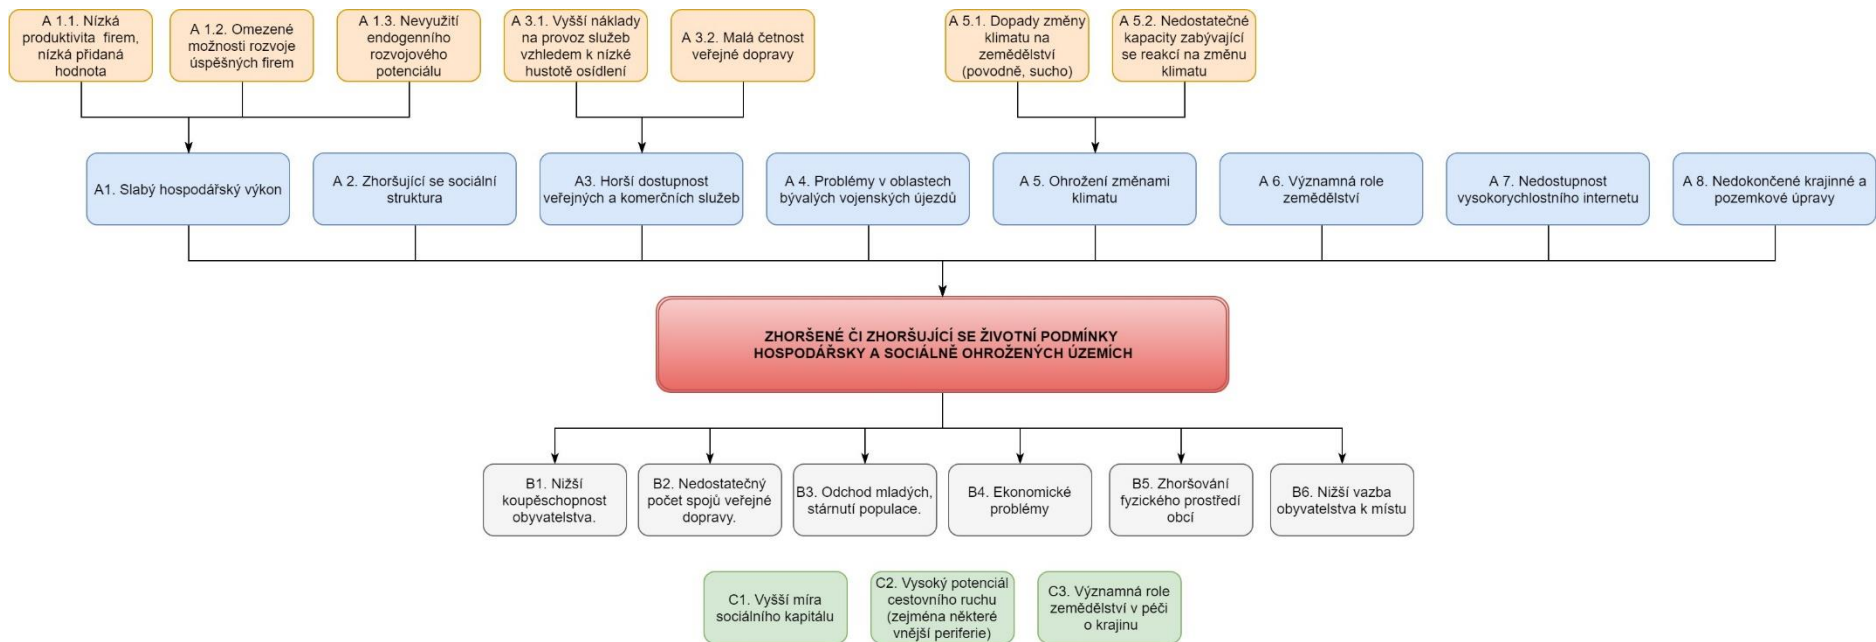 A 1.1. Nízká
produktivita firem,
nízká přidaná
hodnota
A 1.2. Omezené
možnosti rozvoje
úspěšných firem
A 1.3. Nevyužití
endogenního
rozvojového
potenciálu
A 3.1. Vyšší náklady
na provoz služeb
vzhledem k nízké
hustotě osídlení
A 3.2. Malá četnost
veřejné dopravy
A 5.1. Dopady změny
klimatu na
zemědělství
(povodně, sucho)
A 5.2. Nedostatečné
kapacity zabývající
se reakcí na změnu
klimatu
A1. Slabý hospodářský výkon
A 2. Zhoršující se sociální
struktura
A3. Horší dostupnost
veřejných a komerčních služeb
A 4. Problémy v oblastech
bývalých vojenských újezdů
A 5. Ohrožení změnami
klimatu
A 6. Významná role
zemědělství
A 7. Nedostupnost
vysokorychlostního internetu
A 8. Nedokončené krajinné a
pozemkové úpravy
ZHORŠENÉ ČI ZHORŠUJÍCÍ SE ŽIVOTNÍ PODMÍNKY
HOSPODÁŘSKY A SOCIÁLNĚ OHROŽENÝCH ÚZEMÍCH
B1. Nižší
koupěschopnost
obyvatelstva.
B2. Nedostatečný
počet spojů veřejné
dopravy.
B3. Odchod mladých,
stárnutí populace.
B4. Ekonomické
problémy
B5. Zhoršování
fyzického prostředí
obcí
B6. Nižší vazba
obyvatelstva k místu
C1. Vyšší míra
sociálního kapitálu
C2. Vysoký potenciál
cestovního ruchu
(zejména některé
vnější periferie)
C3. Významná role
zemědělství v péči
o krajinu